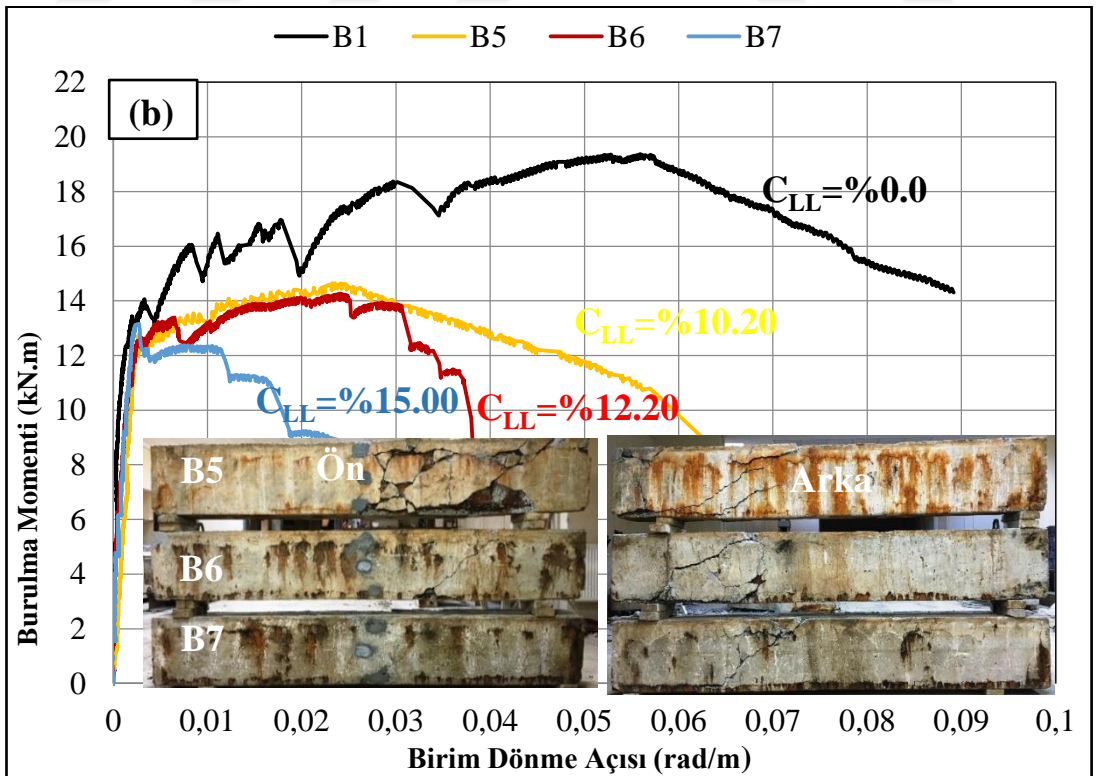 B1 B5 B6 B7
(b)
22
20
18
16
14
12
10
8
6
4
2
0
Burulma Momenti (kN.m)
C_LL=%0.0
C_LL=%10.20
C_LL=%12.20
C_LL=%15.00
B5
Ön
Arka
B6
B7
0 0,01 0,02 0,03 0,04 0,05 0,06 0,07 0,08 0,09 0,1
Birim Dönme Açısı (rad/m)